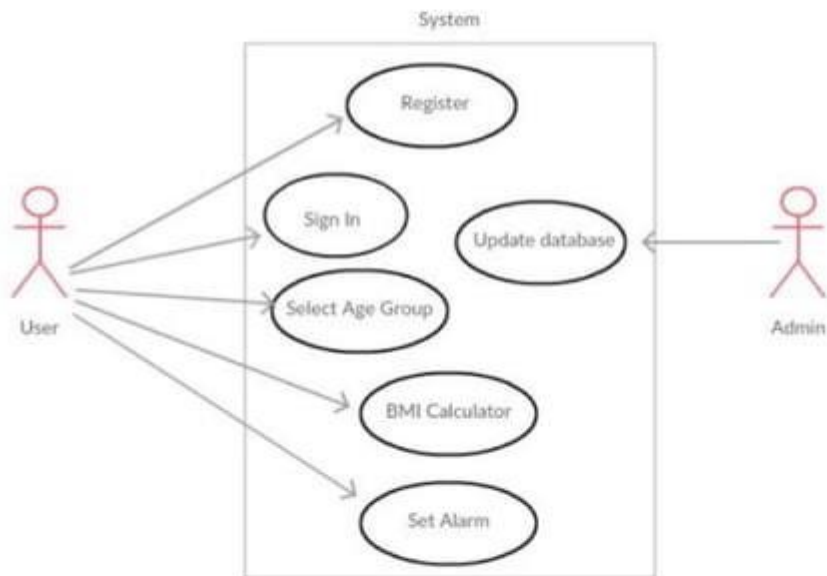 System
Register
Sign In
Update database
Select Age Group
User
Admin
BMI Calculator
Set Alarm